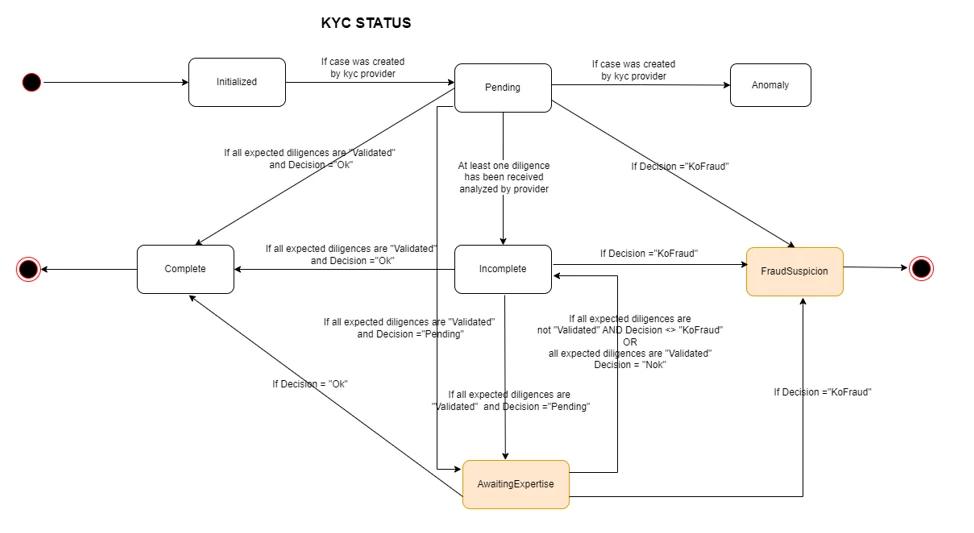 KYC STATUS
If case was created
by kyc provider
If case was created
by kyc provider
Initialized
Pending
Anomaly
If all expected diligences are "Validated"
and Decision ="Ok"
At least one diligence
has been received
analyzed by provider
If Decision ="KoFraud"
If all expected diligences are "Validated"
and Decision ="Ok"
If Decision ="KoFraud"
Complete
Incomplete
FraudSuspicion
If all expected diligences are "Validated"
and Decision ="Pending"
If all expected diligences are
not "Validated" AND Decision <> "KoFraud"
OR
all expected diligences are "Validated"
Decision = "Nok"
If Decision = "Ok"
If all expected diligences are
"Validated" and Decision ="Pending"
If Decision ="KoFraud"
AwaitingExpertise